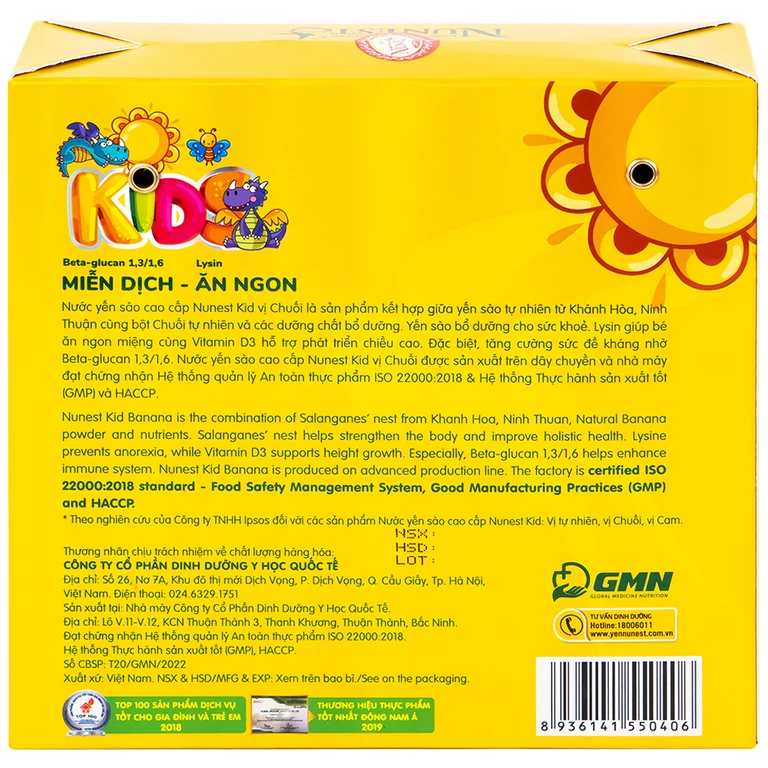 NUNEST
KIDS
Beta-glucan 1,3/1,6 Lysin
MIỄN DỊCH - ĂN NGON
Nước yến sào cao cấp Nunest Kid vị Chuối là sản phẩm kết hợp giữa yến sào tự nhiên từ Khánh Hòa, Ninh
Thuận cùng bột Chuối tự nhiên và các dưỡng chất bổ dưỡng. Yến sào bổ dưỡng cho sức khoẻ. Lysin giúp bé
ăn ngon miệng cùng Vitamin D3 hỗ trợ phát triển chiều cao. Đặc biệt, tăng cường sức đề kháng nhờ
Beta-glucan 1,3/1,6. Nước yến sào cao cấp Nunest Kid vị Chuối được sản xuất trên dây chuyền và nhà máy
đạt chứng nhận Hệ thống quản lý An toàn thực phẩm ISO 22000:2018 & Hệ thống Thực hành sản xuất tốt
(GMP) và HACCP.
Nunest Kid Banana is the combination of Salanganes' nest from Khanh Hoa, Ninh Thuan, Natural Banana
powder and nutrients. Salanganes' nest helps strengthen the body and improve holistic health. Lysine
prevents anorexia, while Vitamin D3 supports height growth. Especially, Beta-glucan 1,3/1,6 helps enhance
immune system. Nunest Kid Banana is produced on advanced production line. The factory is certified ISO
22000:2018 standard - Food Safety Management System, Good Manufacturing Practices (GMP)
and HACCP.
* Theo nghiên cứu của Công ty TNHH Ipsos đối với các sản phẩm Nước yến sào cao cấp Nunest Kid: Vị tự nhiên, vị Chuối, vị Cam.
NSX:
HSD:
LOT:
Thương nhân chịu trách nhiệm về chất lượng hàng hóa:
CÔNG TY CỔ PHẦN DINH DƯỠNG Y HỌC QUỐC TẾ
Địa chỉ: Số 26, Nơ 7A, Khu đô thị mới Dịch Vọng, P. Dịch Vọng, Q. Cầu Giấy, Tp. Hà Nội,
Việt Nam. Điện thoại: 024.6329.1751
Sản xuất tại: Nhà máy Công ty Cổ Phần Dinh Dưỡng Y Học Quốc Tế.
Địa chỉ: Lô V.11-V.12, KCN Thuận Thành 3, Thanh Khương, Thuận Thành, Bắc Ninh.
Đạt chứng nhận Hệ thống quản lý An toàn thực phẩm ISO 22000:2018.
Hệ thống Thực hành sản xuất tốt (GMP), HACCP.
Số CBSP: T20/GMN/2022
Xuất xứ: Việt Nam. NSX & HSD/MFG & EXP: Xem trên bao bì./See on the packaging.
GMN
GLOBAL MEDICINE NUTRITION
TƯ VẤN DINH DƯỠNG
Hotline:18006011
www.yennunest.com.vn
TOP 100
TOP 100 SẢN PHẨM DỊCH VỤ
TỐT CHO GIA ĐÌNH VÀ TRẺ EM
2018
THƯƠNG HIỆU THỰC PHẨM
TỐT NHẤT ĐÔNG NAM Á
2019
8 936141 550406